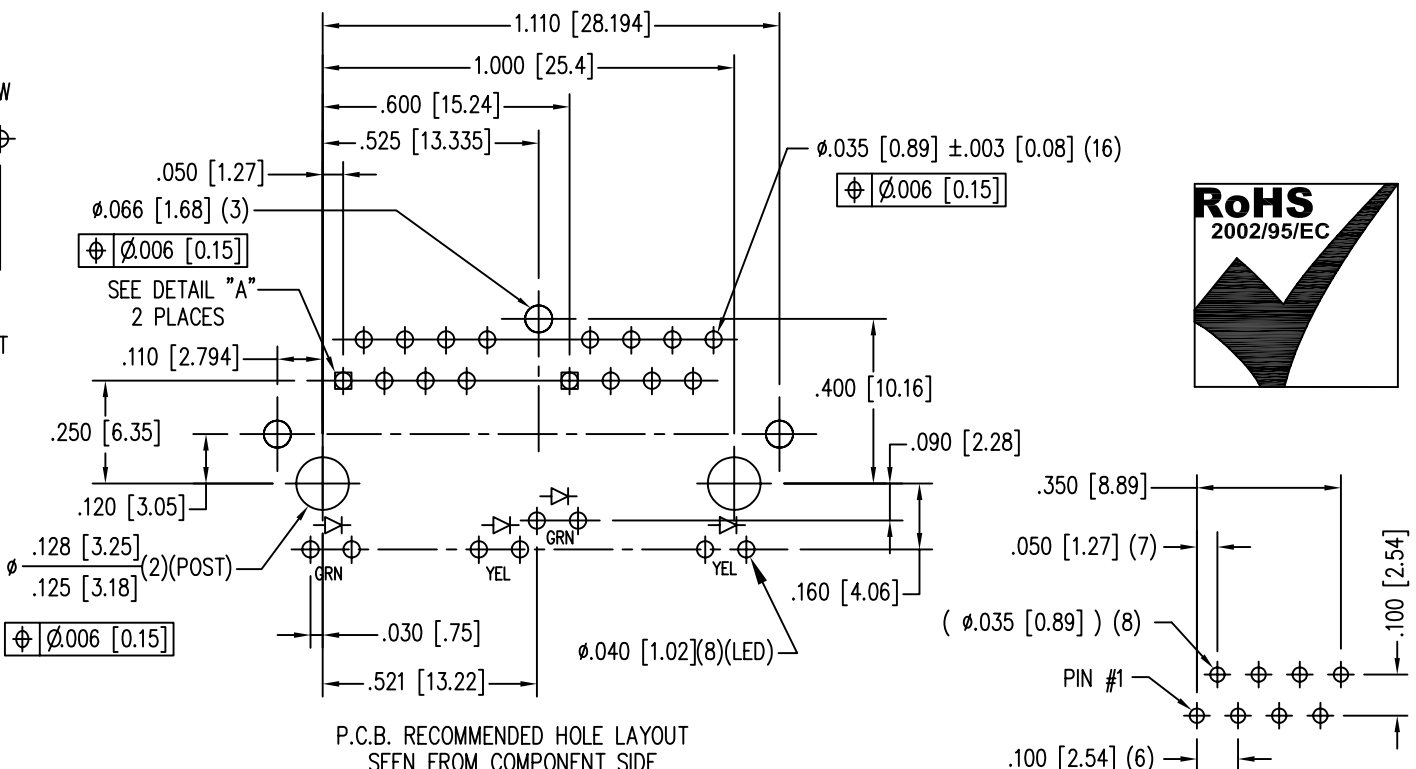 1.110 [28.194]
1.000 [25.4]
W
.600 [15.24]
.525 [13.335]
ø.035 [0.89] ±.003 [0.08] (16)
.050 [1.27]
⌖ Ø.006 [0.15]
ø.066 [1.68] (3)
RoHS
2002/95/EC
⌖ Ø.006 [0.15]
SEE DETAIL "A"
2 PLACES
T
.110 [2.794]
.400 [10.16]
.250 [6.35]
.090 [2.28]
.350 [8.89]
.120 [3.05]
GRN
.050 [1.27] (7)
ø .128 [3.25]
.125 [3.18] (2)(POST)
GRN
YEL
YEL
.160 [4.06]
.100 [2.54]
⌖ Ø.006 [0.15]
.030 [.75]
ø.040 [1.02](8)(LED)
( ø.035 [0.89] ) (8)
.521 [13.22]
PIN #1
P.C.B. RECOMMENDED HOLE LAYOUT
SEEN FROM COMPONENT SIDE
.100 [2.54] (6)